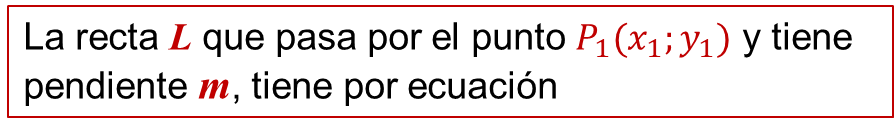 La recta L que pasa por el punto P₁(x₁; y₁) y tiene
pendiente m, tiene por ecuación